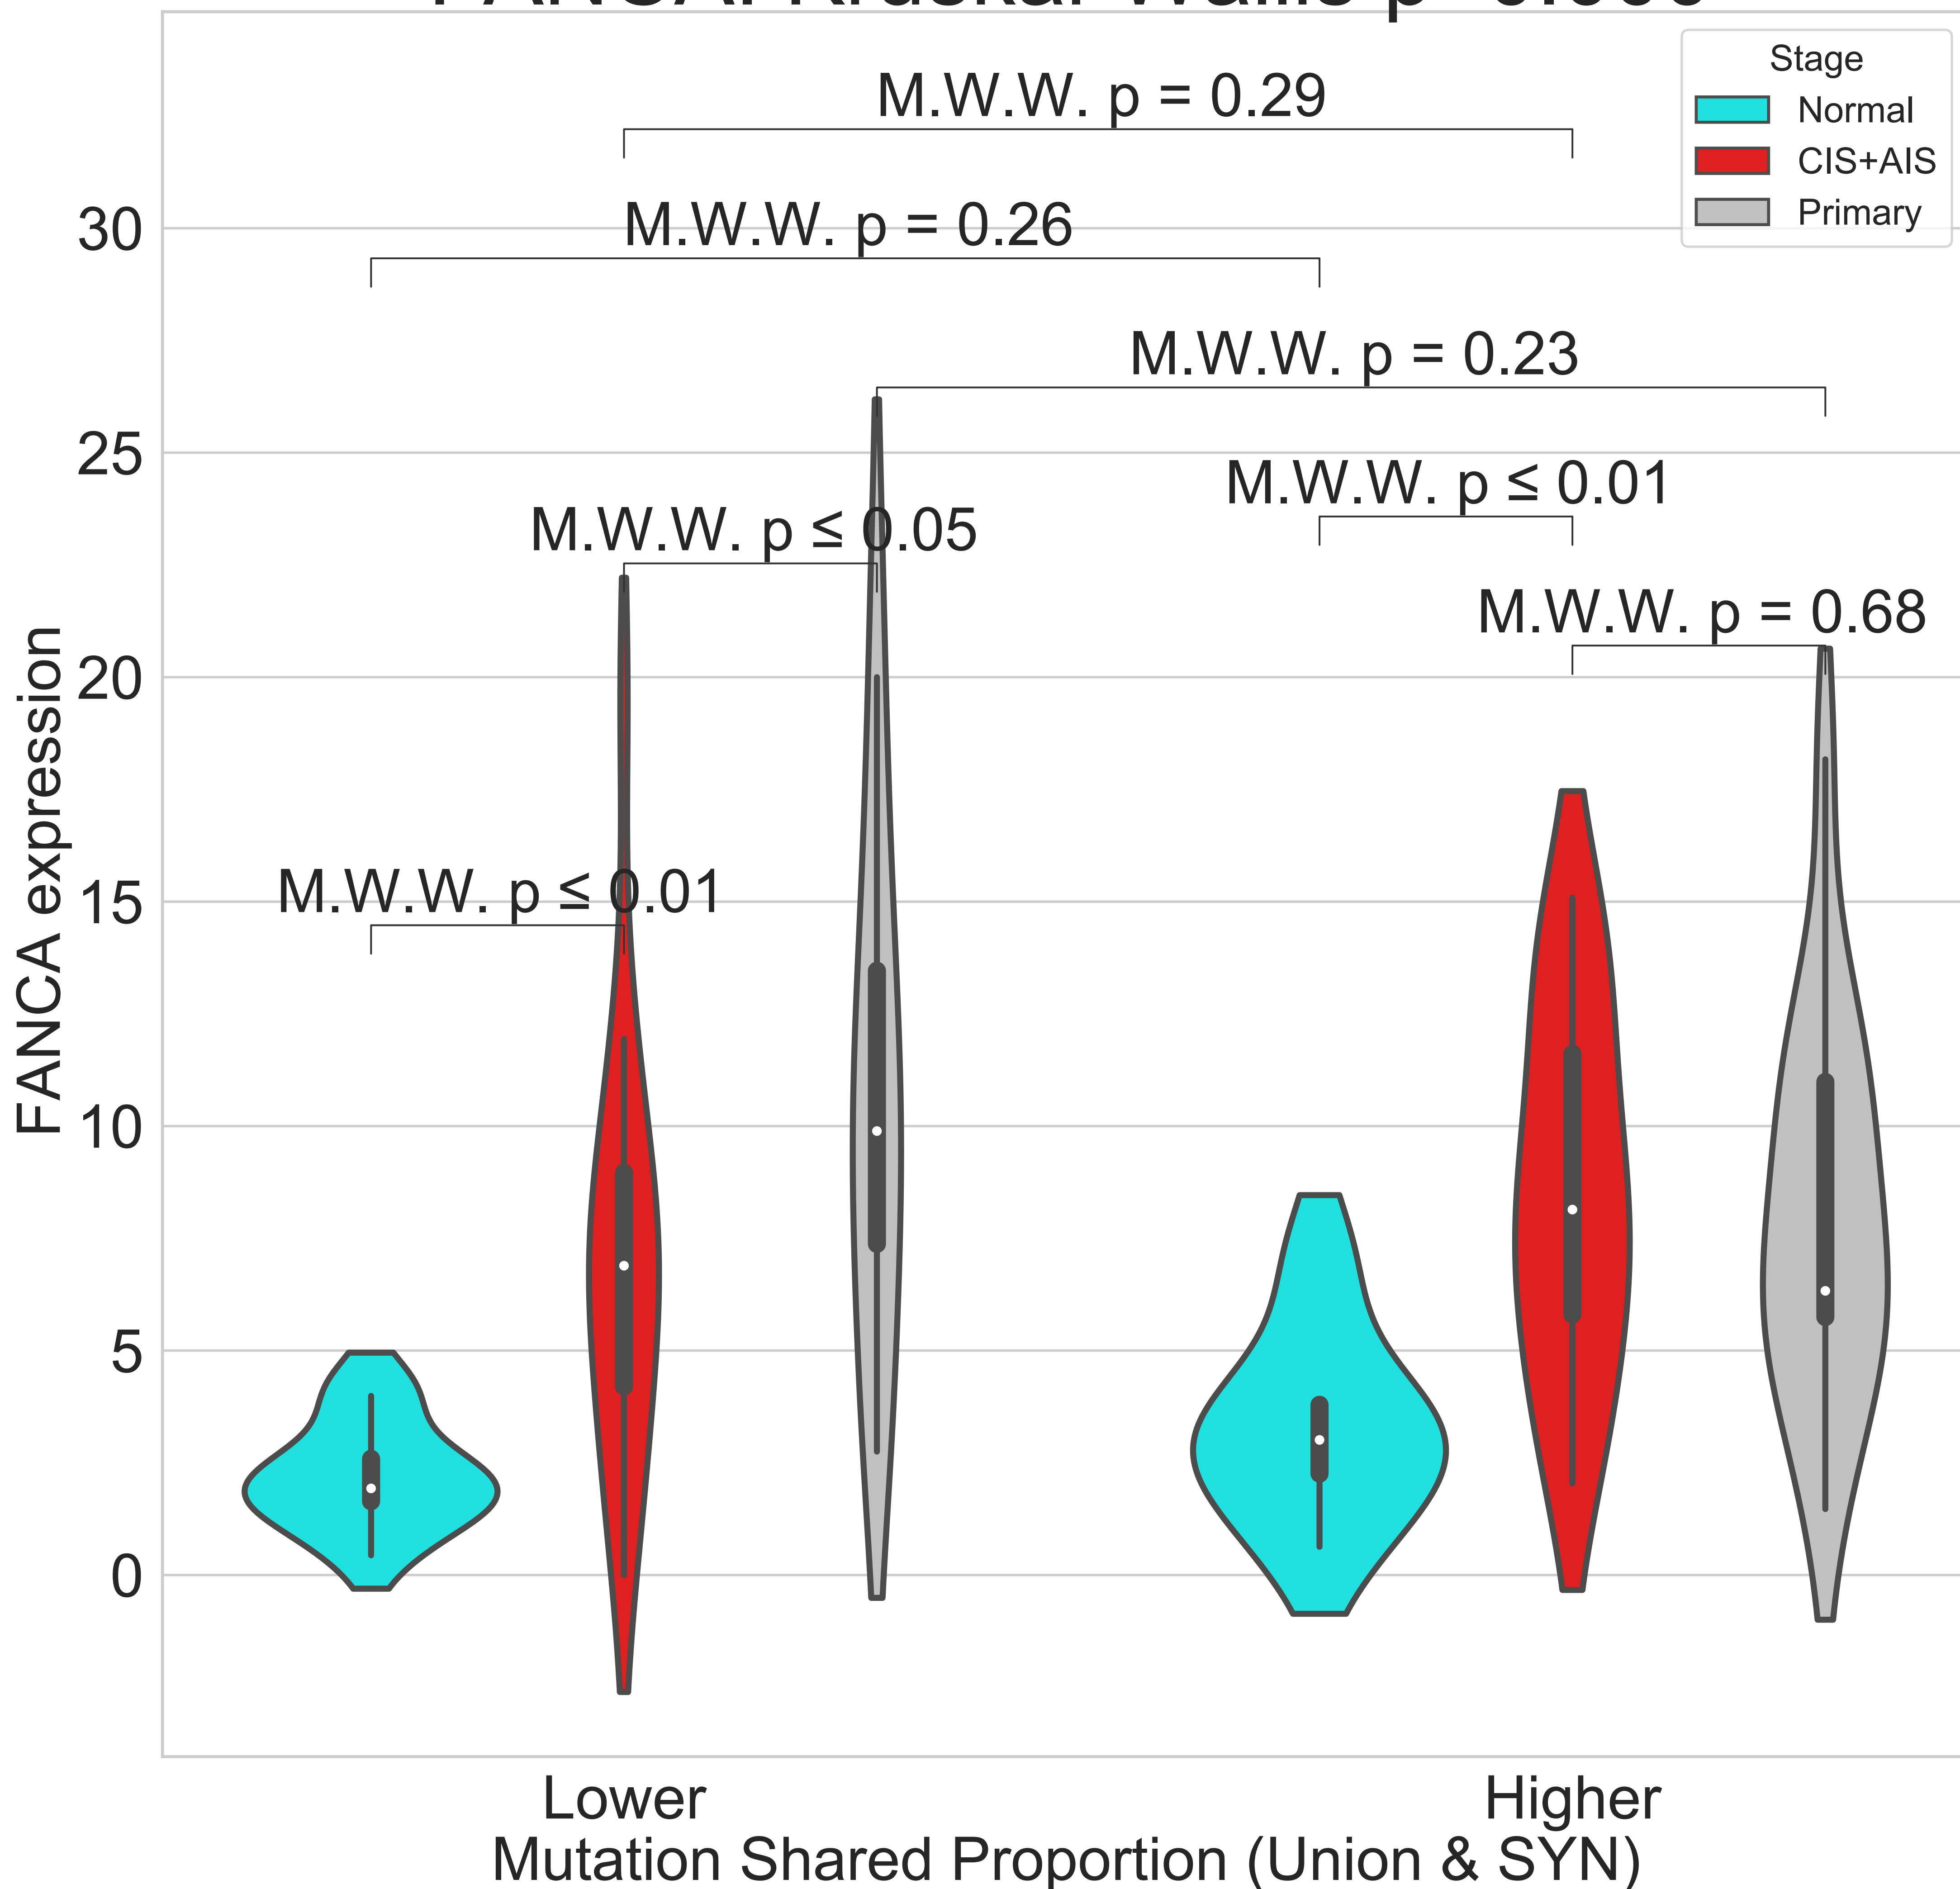 Stage
Normal
CIS+AIS
Primary
M.W.W. p = 0.29
M.W.W. p = 0.26
M.W.W. p = 0.23
M.W.W. p ≤ 0.01
M.W.W. p ≤ 0.05
M.W.W. p = 0.68
M.W.W. p ≤ 0.01
FANCA expression
30
25
20
15
10
5
0
Lower
Higher
Mutation Shared Proportion (Union & SYN)